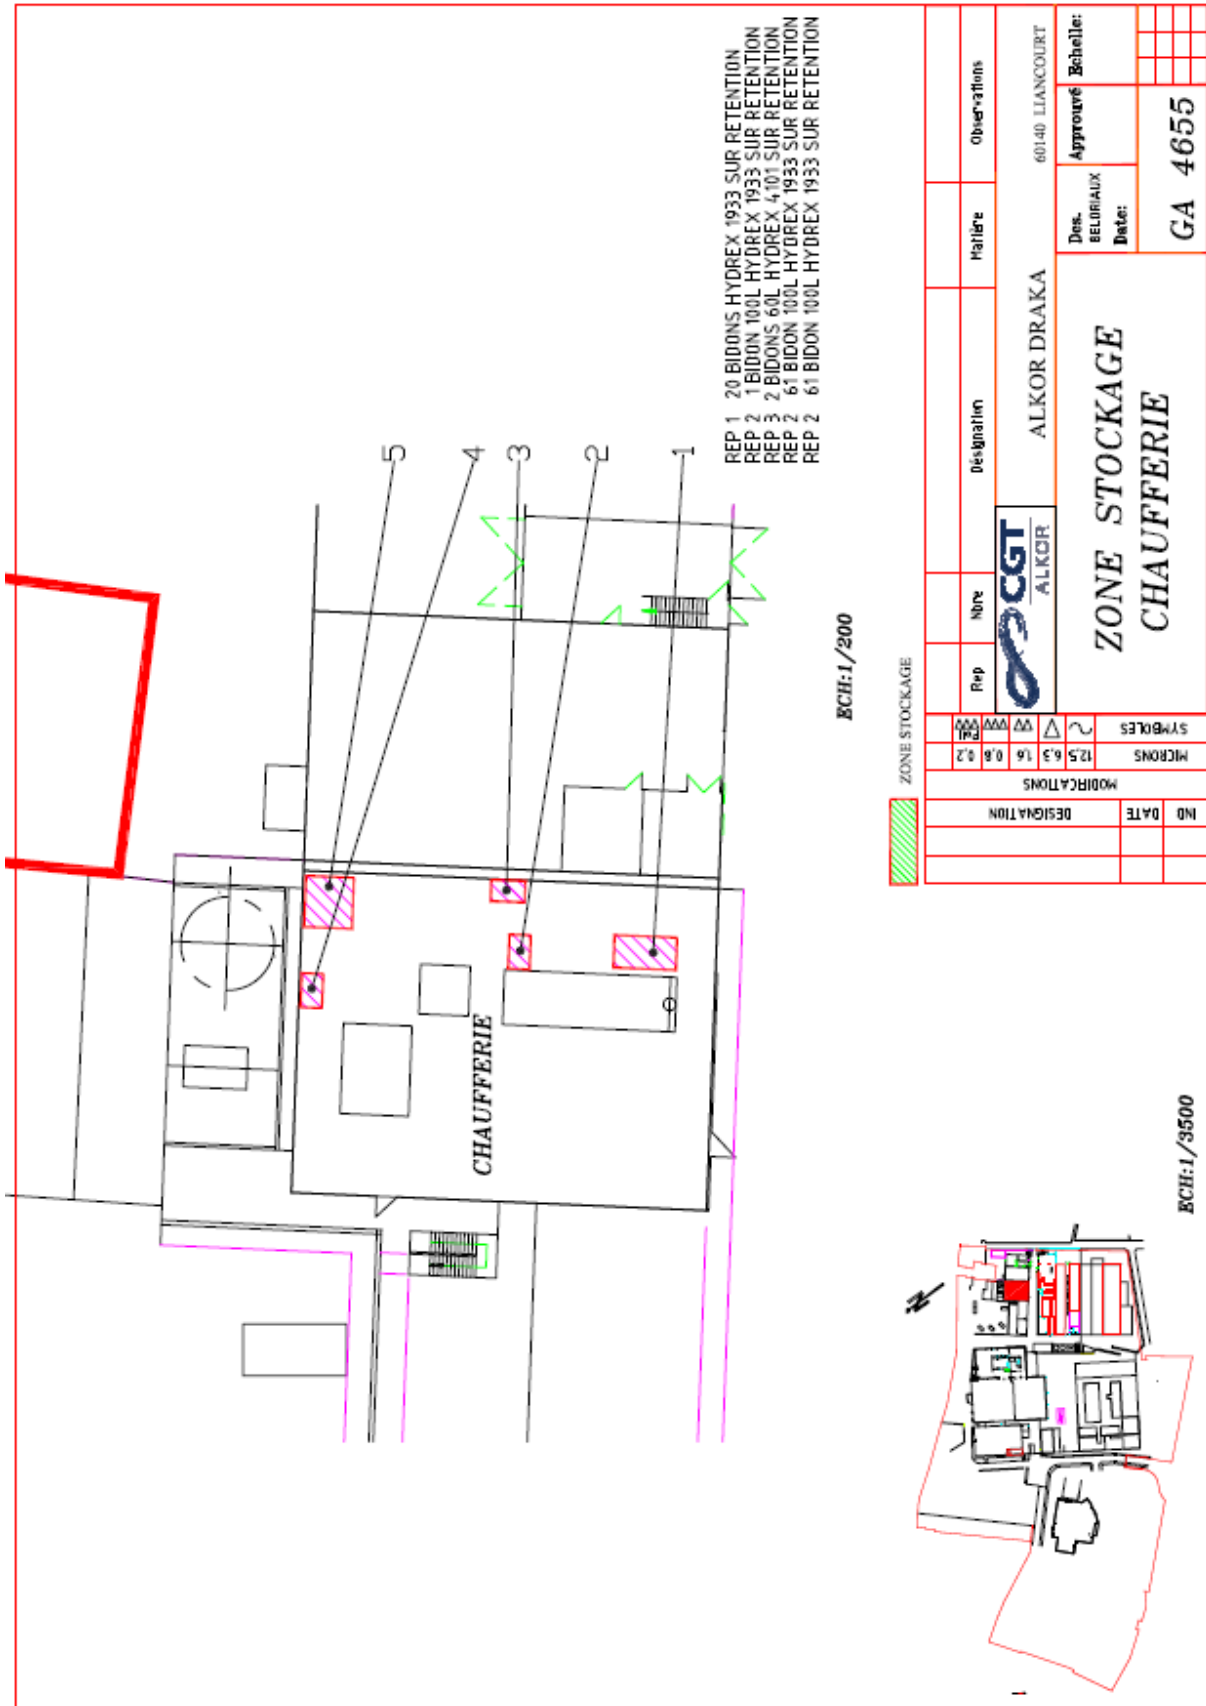 5
4
3
2
1
CHAUFFERIE
REP 1 20 BIDONS HYDREX 1933 SUR RETENTION
REP 2 1 BIDON 100L HYDREX 1933 SUR RETENTION
REP 3 2 BIDONS 60L HYDREX 4101 SUR RETENTION
REP 2 61 BIDON 100L HYDREX 1933 SUR RETENTION
REP 2 61 BIDON 100L HYDREX 1933 SUR RETENTION
ECH:1/200
ZONE STOCKAGE
ECH:1/3500
N
Rep Nbre Désignation Matière Observations
CGT
ALKOR
ALKOR DRAKA 60140 LIANCOURT
ZONE STOCKAGE
CHAUFFERIE
Des. Approuvé Echelle:
BELORIAUX
Date:
GA 4655
SYMBOLES
MICRONS 12,5 6,3 1,6 0,8 0,2
MODIFICATIONS
IND DATE DESIGNATION